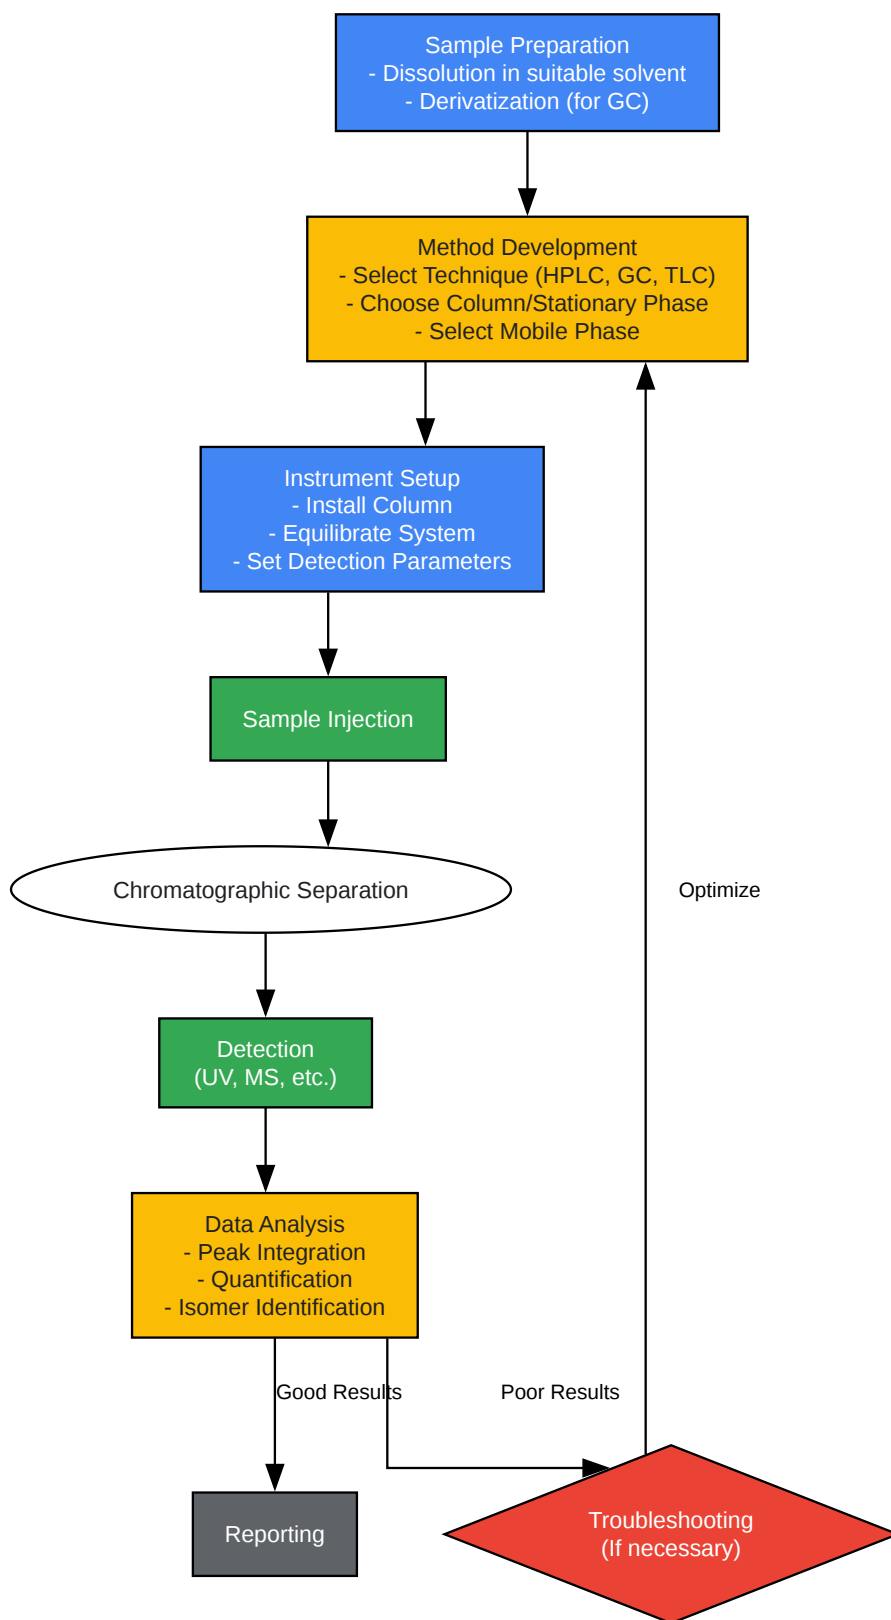 Sample Preparation
- Dissolution in suitable solvent
- Derivatization (for GC)
Method Development
- Select Technique (HPLC, GC, TLC)
- Choose Column/Stationary Phase
- Select Mobile Phase
Instrument Setup
- Install Column
- Equilibrate System
- Set Detection Parameters
Sample Injection
Chromatographic Separation
Optimize
Detection
(UV, MS, etc.)
Data Analysis
- Peak Integration
- Quantification
- Isomer Identification
Good Results
Poor Results
Reporting
Troubleshooting
(If necessary)